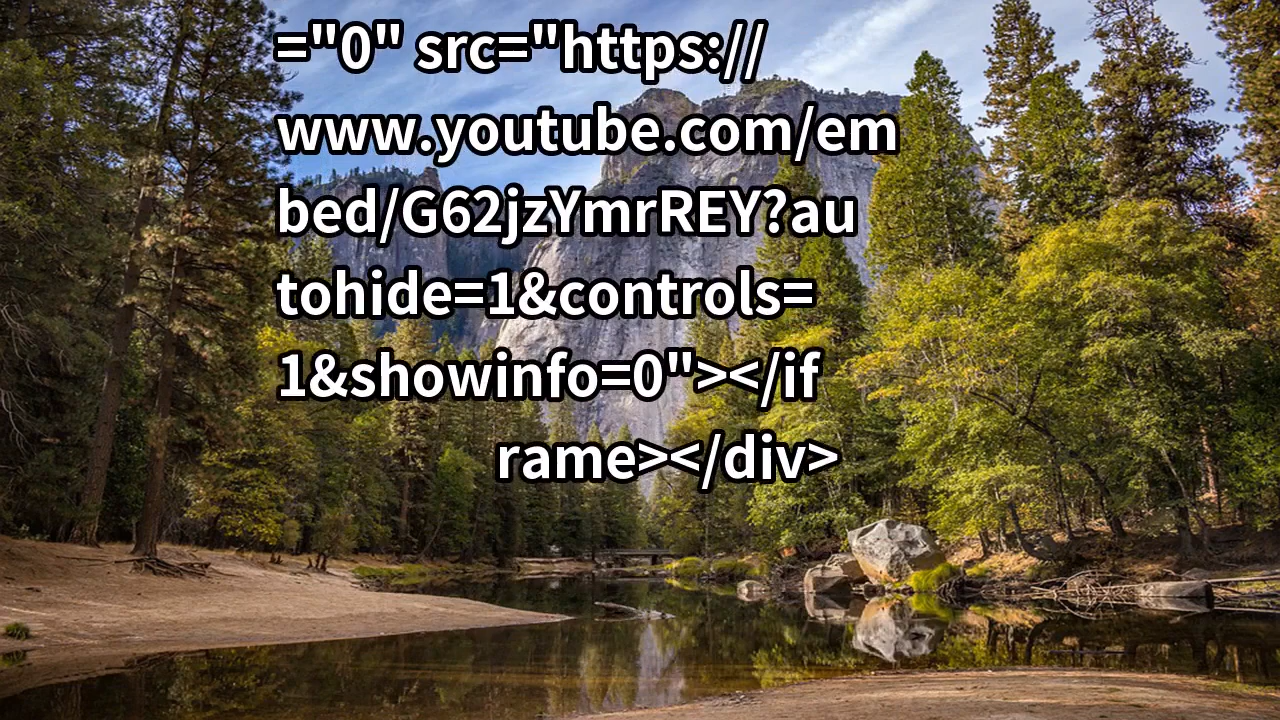 ="0" src="https://
www.youtube.com/em
bed/G62jzYmrREY?au
tohide=1&controls=
1&showinfo=0"></if
rame></div>